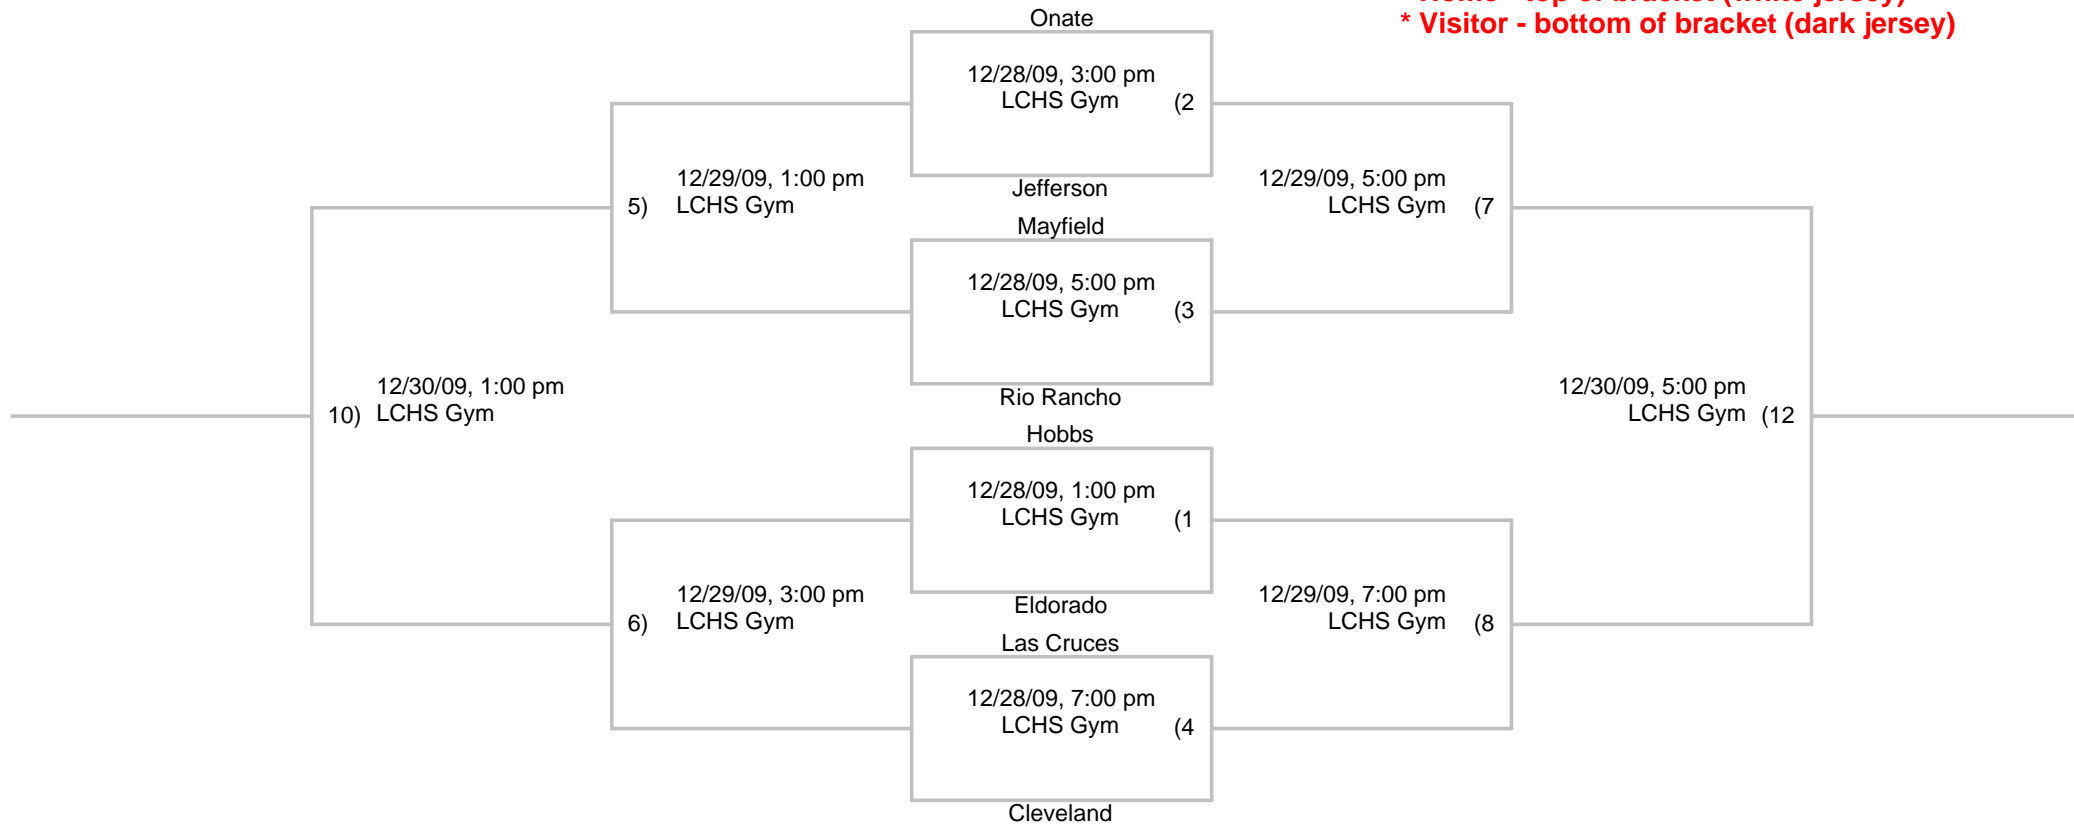 Onate
* Visitor - bottom of bracket (dark jersey)
12/28/09, 3:00 pm
LCHS Gym (2
12/29/09, 1:00 pm
5) LCHS Gym
Jefferson
12/29/09, 5:00 pm
LCHS Gym (7
Mayfield
12/28/09, 5:00 pm
LCHS Gym (3
12/30/09, 1:00 pm
10) LCHS Gym
Rio Rancho
12/30/09, 5:00 pm
LCHS Gym (12
Hobbs
12/28/09, 1:00 pm
LCHS Gym (1
12/29/09, 3:00 pm
6) LCHS Gym
Eldorado
12/29/09, 7:00 pm
LCHS Gym (8
Las Cruces
12/28/09, 7:00 pm
LCHS Gym (4
Cleveland